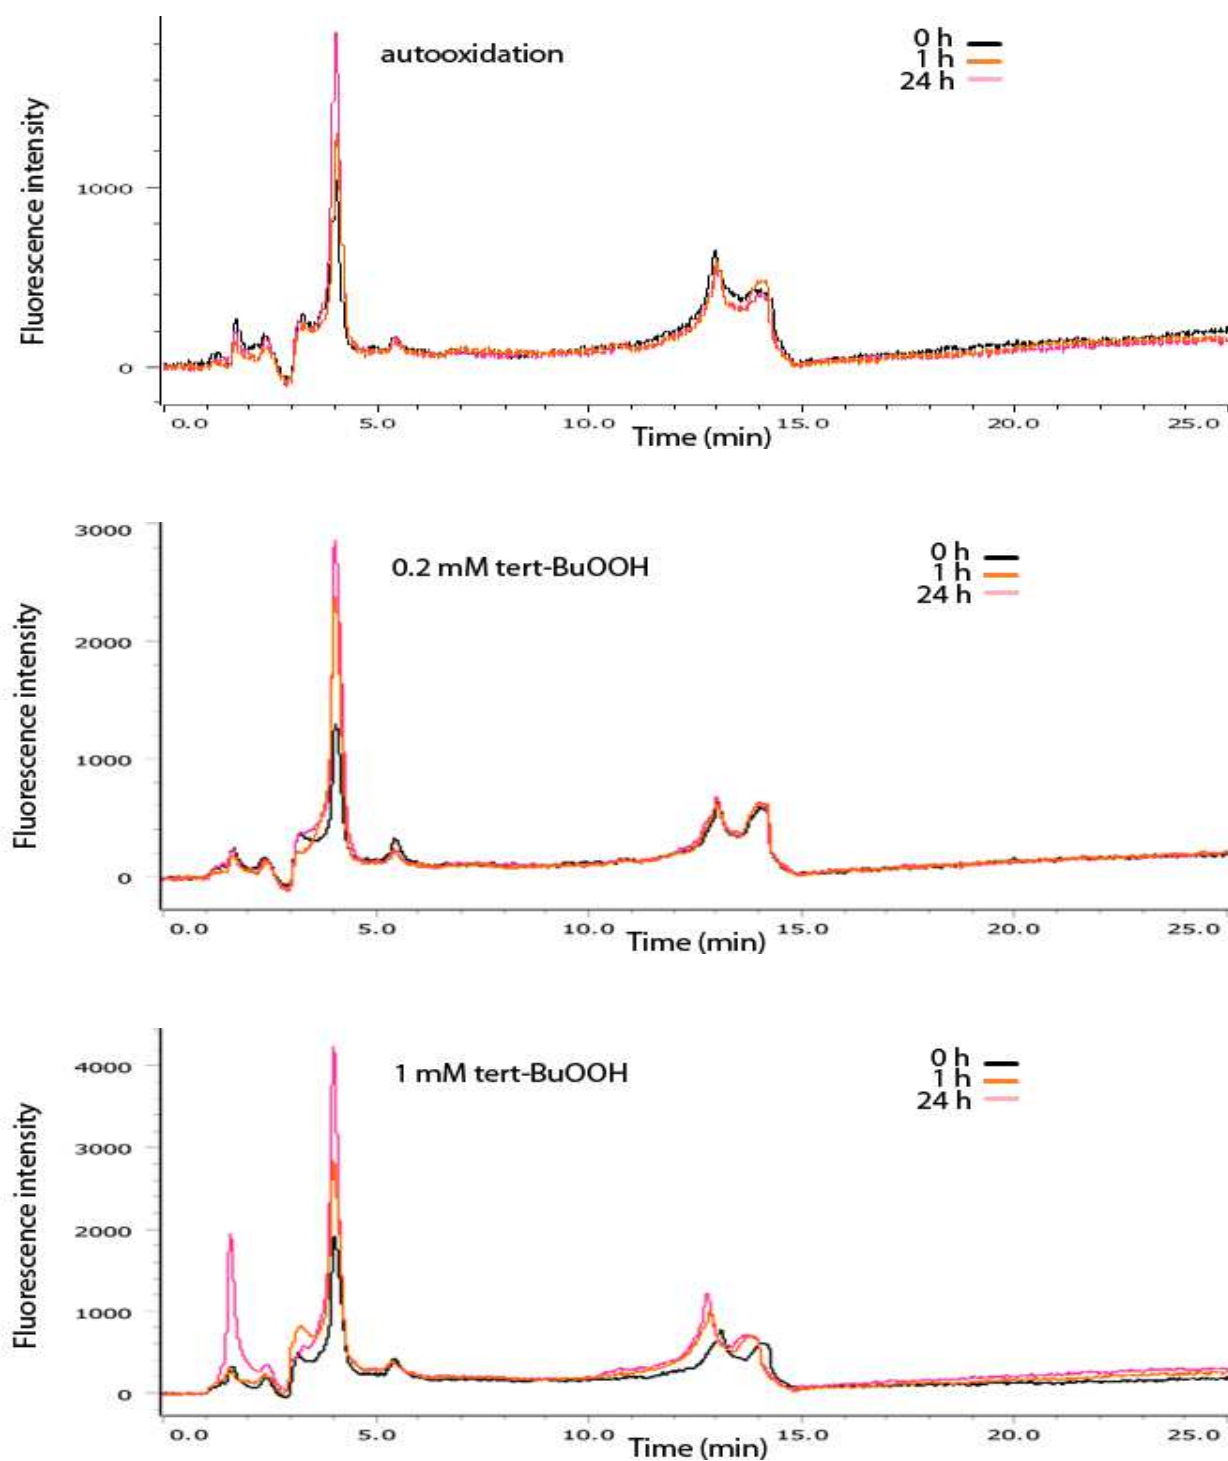 autooxidation
0 h
1 h
24 h
Fluorescence intensity
1000
0
0.0 5.0 10.0 15.0 20.0 25.0
Time (min)
3000
0.2 mM tert-BuOOH
0 h
1 h
24 h
Fluorescence intensity
2000
1000
0
0.0 5.0 10.0 15.0 20.0 25.0
Time (min)
4000
1 mM tert-BuOOH
0 h
1 h
24 h
Fluorescence intensity
3000
2000
1000
0
0.0 5.0 10.0 15.0 20.0 25.0
Time (min)